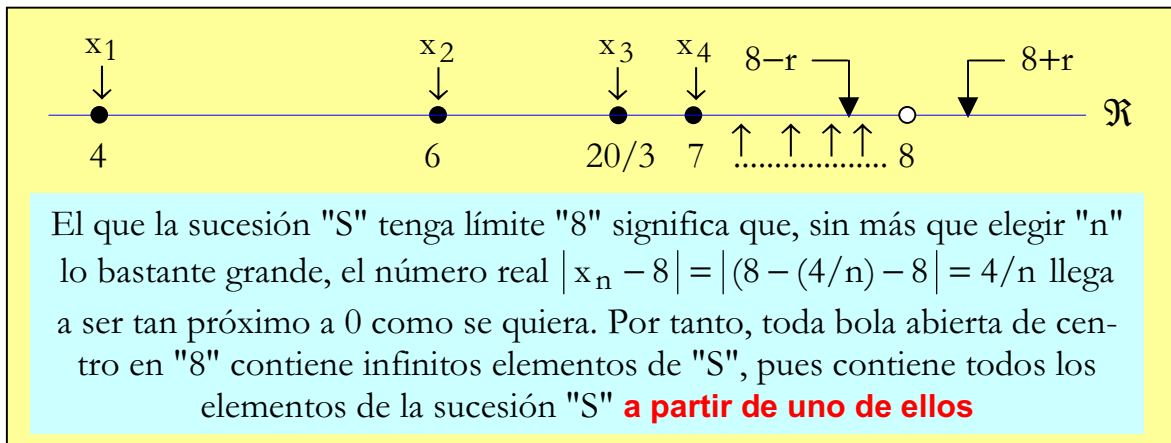 x1 x2 x3 x4 8−r 8+r
ℜ
4 6 20/3 7 ................. 8
El que la sucesión "S" tenga límite "8" significa que, sin más que elegir "n"
lo bastante grande, el número real |xn − 8| = |(8 − (4/n) − 8| = 4/n llega
a ser tan próximo a 0 como se quiera. Por tanto, toda bola abierta de cen-
tro en "8" contiene infinitos elementos de "S", pues contiene todos los
elementos de la sucesión "S" a partir de uno de ellos